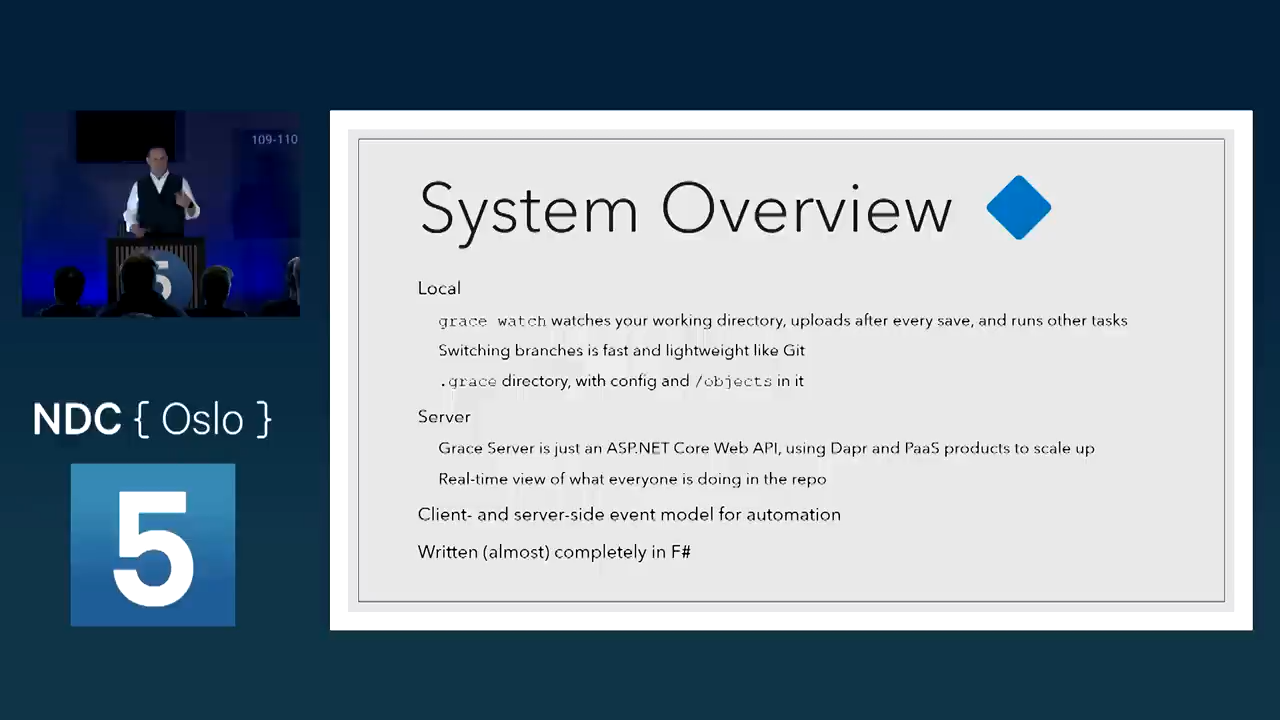 109-110
5
NDC { Oslo }
5
System Overview
Local
grace watch watches your working directory, uploads after every save, and runs other tasks
Switching branches is fast and lightweight like Git
.grace directory, with config and /objects in it
Server
Grace Server is just an ASP.NET Core Web API, using Dapr and PaaS products to scale up
Real-time view of what everyone is doing in the repo
Client- and server-side event model for automation
Written (almost) completely in F#